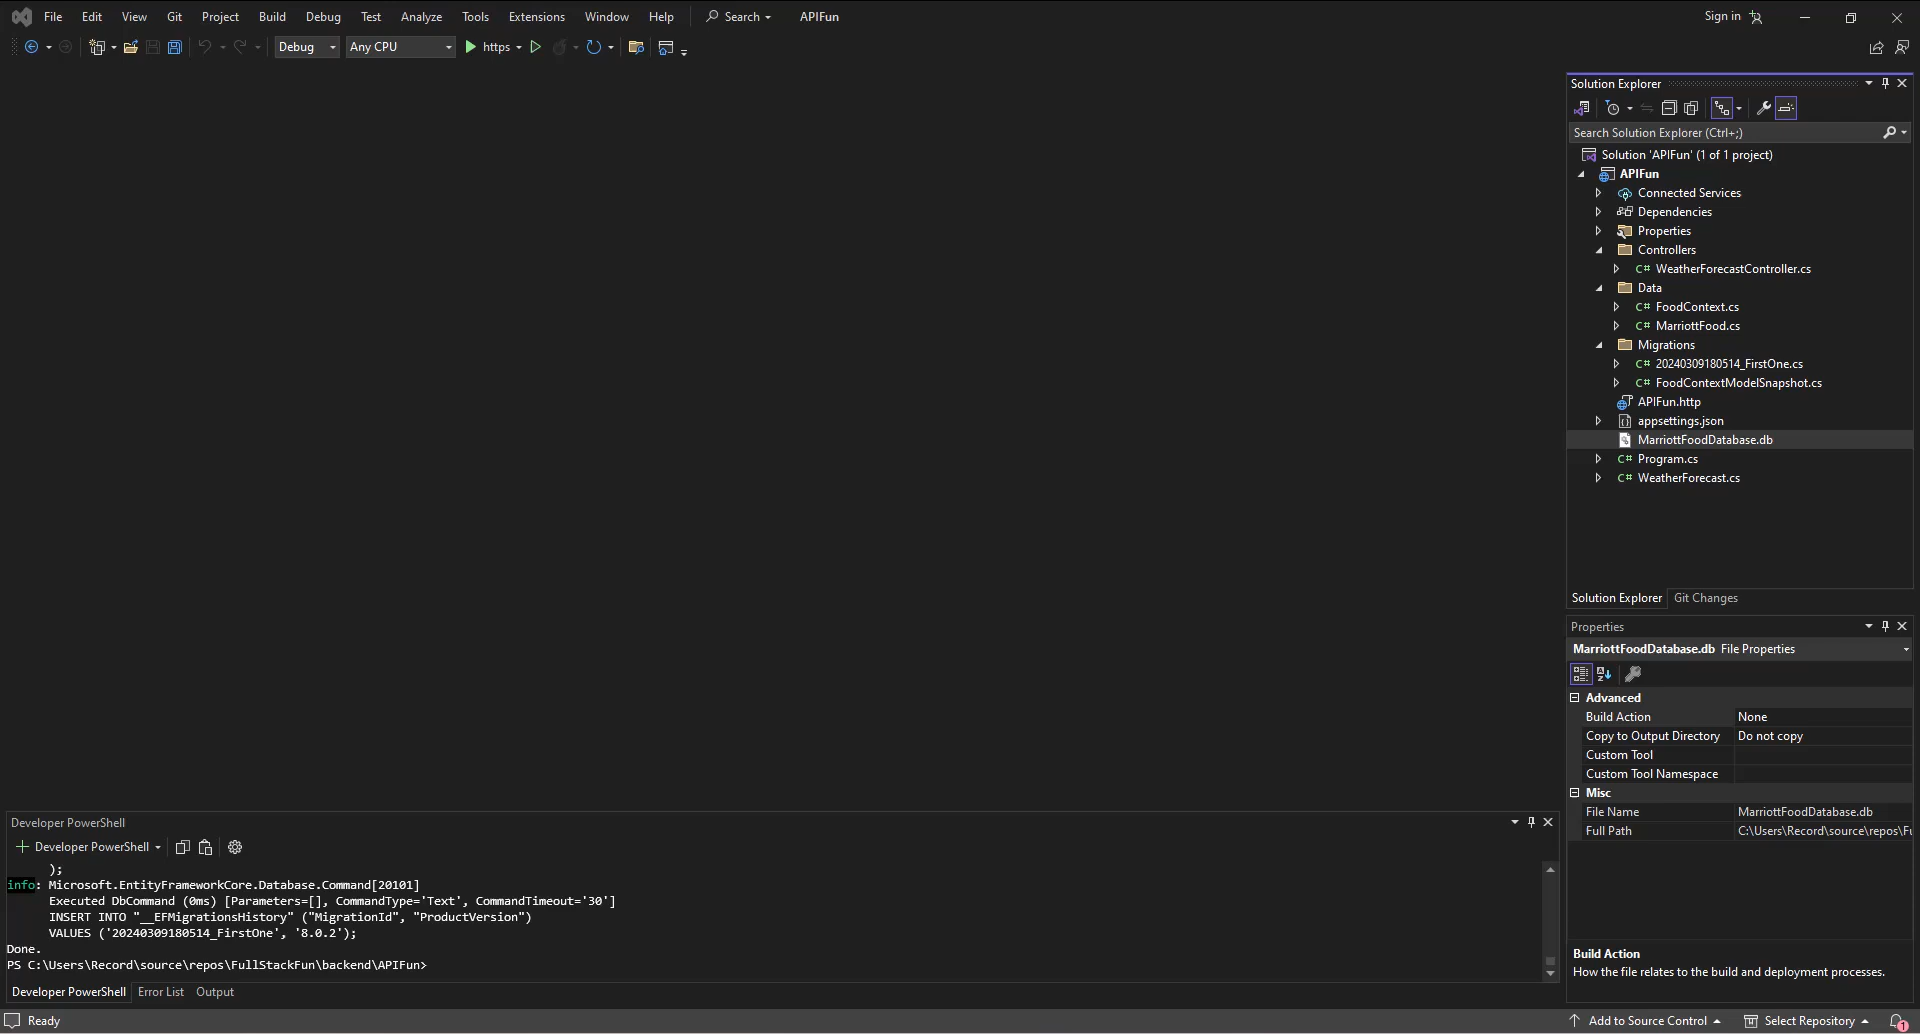 File Edit View Git Project Build Debug Test Analyze Tools Extensions Window Help Search APIFun Sign in
Debug Any CPU https
Solution Explorer
Search Solution Explorer (Ctrl+;)
Solution 'APIFun' (1 of 1 project)
APIFun
Connected Services
Dependencies
Properties
Controllers
C# WeatherForecastController.cs
Data
C# FoodContext.cs
C# MarriottFood.cs
Migrations
C# 20240309180514_FirstOne.cs
C# FoodContextModelSnapshot.cs
APIFun.http
appsettings.json
MarriottFoodDatabase.db
C# Program.cs
C# WeatherForecast.cs
Solution Explorer Git Changes
Properties
MarriottFoodDatabase.db File Properties
Advanced
Build Action None
Copy to Output Directory Do not copy
Custom Tool
Custom Tool Namespace
Misc
File Name MarriottFoodDatabase.db
Full Path C:\Users\Record\source\repos\Fu
Build Action
How the file relates to the build and deployment processes.
Developer PowerShell
Developer PowerShell
);
info: Microsoft.EntityFrameworkCore.Database.Command[20101]
Executed DbCommand (0ms) [Parameters=[], CommandType='Text', CommandTimeout='30']
INSERT INTO "__EFMigrationsHistory" ("MigrationId", "ProductVersion")
VALUES ('20240309180514_FirstOne', '8.0.2');
Done.
PS C:\Users\Record\source\repos\FullStackFun\backend\APIFun>
Developer PowerShell Error List Output
Ready Add to Source Control Select Repository 1